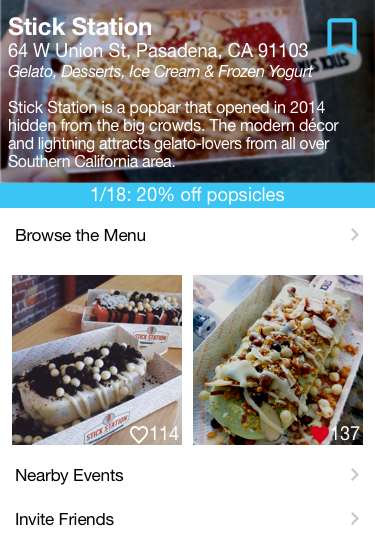 Stick Station
64 W Union St, Pasadena, CA 91103
Gelato, Desserts, Ice Cream & Frozen Yogurt
Stick Station is a popbar that opened in 2014
hidden from the big crowds. The modern décor
and lightning attracts gelato-lovers from all over
Southern California area.
1/18: 20% off popsicles
Browse the Menu
STICK STATION
STICK STATION
114
137
Nearby Events
Invite Friends